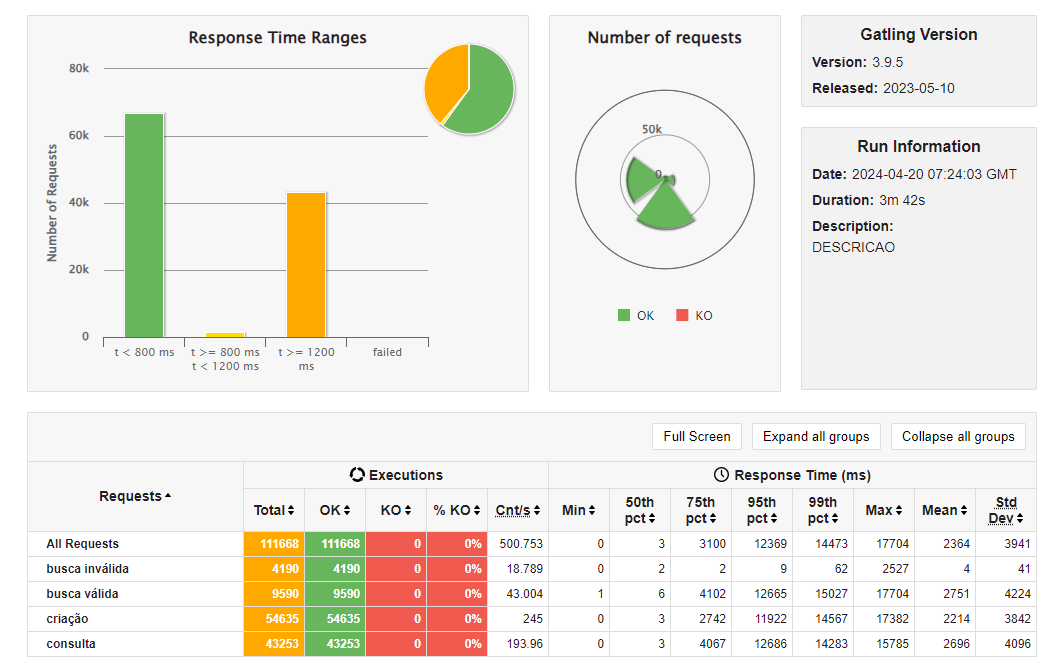 Response Time Ranges
Number of Requests
80k
60k
40k
20k
0
t < 800 ms
t >= 800 ms
t < 1200 ms
t >= 1200
ms
failed
Number of requests
50k
0
OK
KO
Gatling Version
Version: 3.9.5
Released: 2023-05-10
Run Information
Date: 2024-04-20 07:24:03 GMT
Duration: 3m 42s
Description:
DESCRICAO
Full Screen Expand all groups Collapse all groups
Requests Executions Response Time (ms)
Total OK KO % KO Cnt/s Min 50th pct 75th pct 95th pct 99th pct Max Mean Std Dev
All Requests 111668 111668 0 0% 500.753 0 3 3100 12369 14473 17704 2364 3941
busca inválida 4190 4190 0 0% 18.789 0 2 2 9 62 2527 4 41
busca válida 9590 9590 0 0% 43.004 1 6 4102 12665 15027 17704 2751 4224
criação 54635 54635 0 0% 245 0 3 2742 11922 14567 17382 2214 3842
consulta 43253 43253 0 0% 193.96 0 3 4067 12686 14283 15785 2696 4096